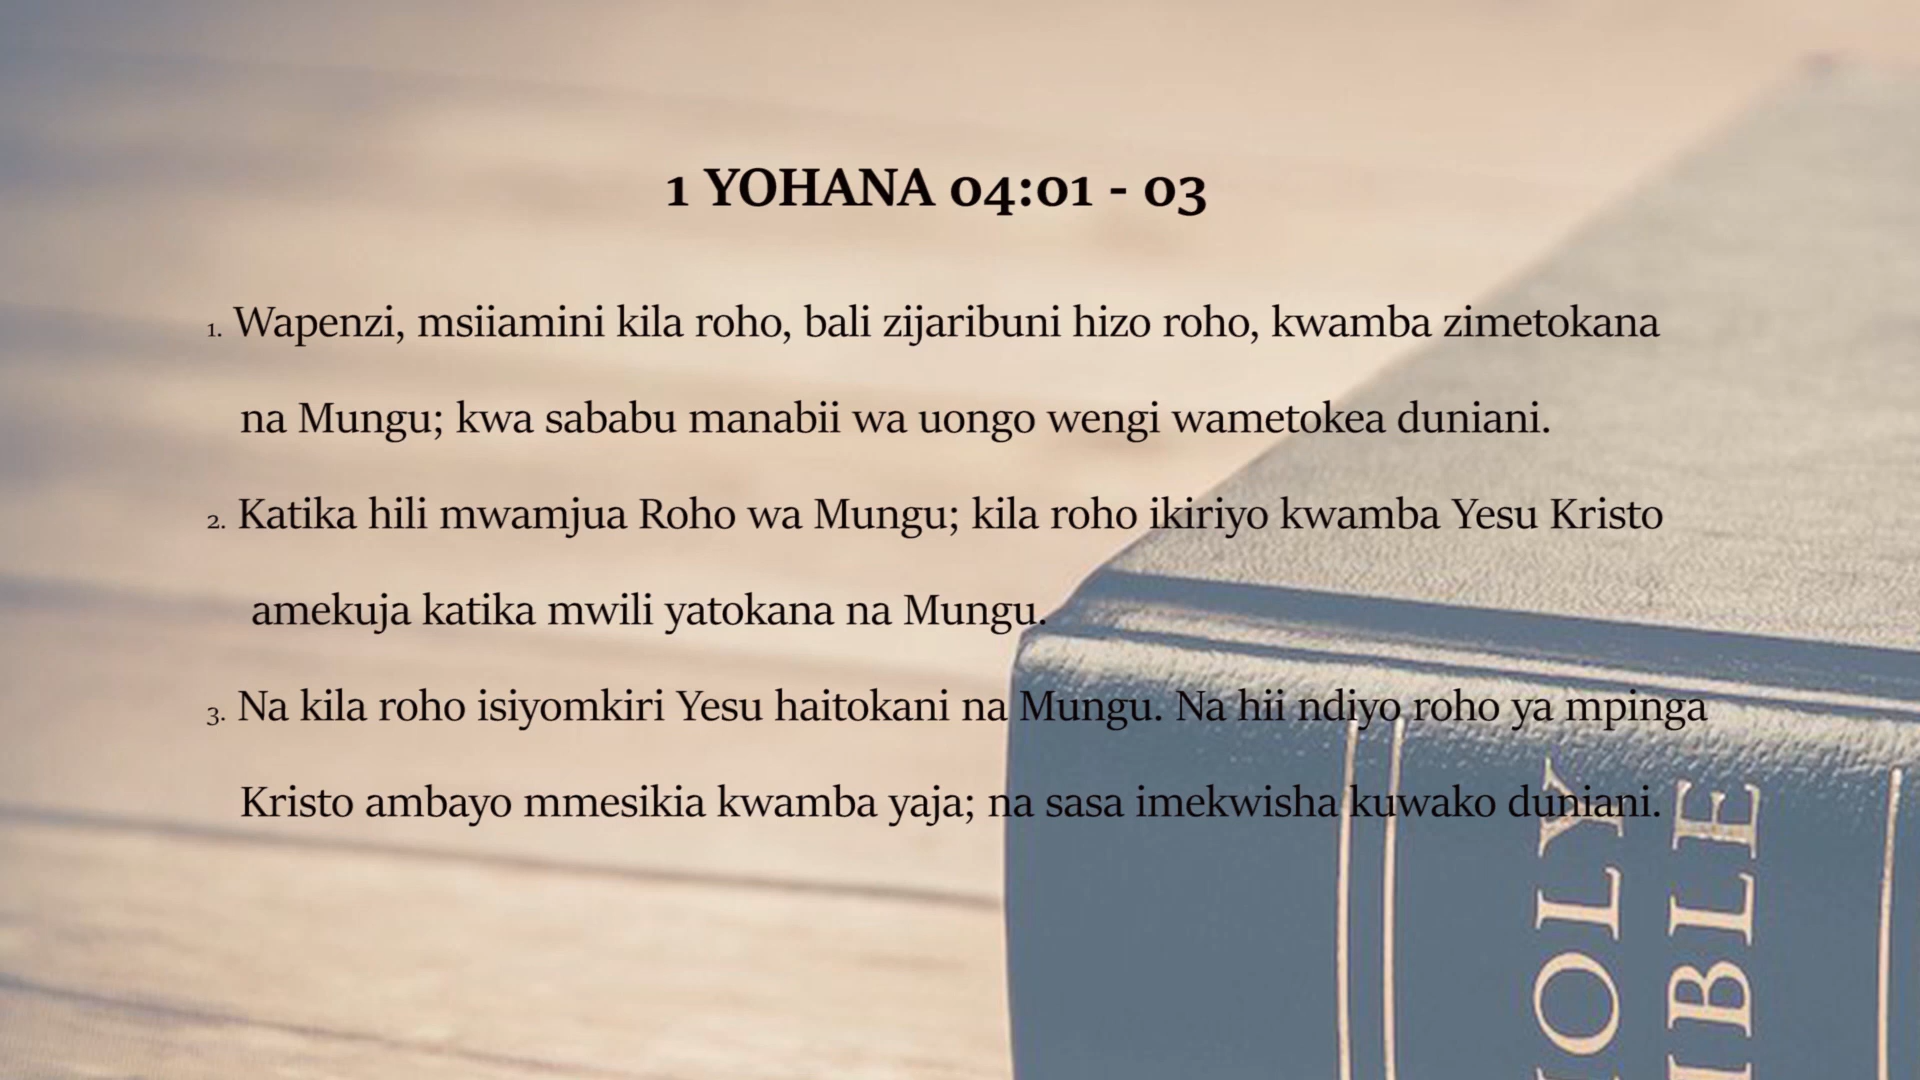 1 YOHANA 04:01 - 03
1. Wapenzi, msiiamini kila roho, bali zijaribuni hizo roho, kwamba zimetokana
na Mungu; kwa sababu manabii wa uongo wengi wametokea duniani.
2. Katika hili mwamjua Roho wa Mungu; kila roho ikiriyo kwamba Yesu Kristo
amekuja katika mwili yatokana na Mungu.
3. Na kila roho isiyomkiri Yesu haitokani na Mungu. Na hii ndiyo roho ya mpinga
Kristo ambayo mmesikia kwamba yaja; na sasa imekwisha kuwako duniani.
OLY
IBLE